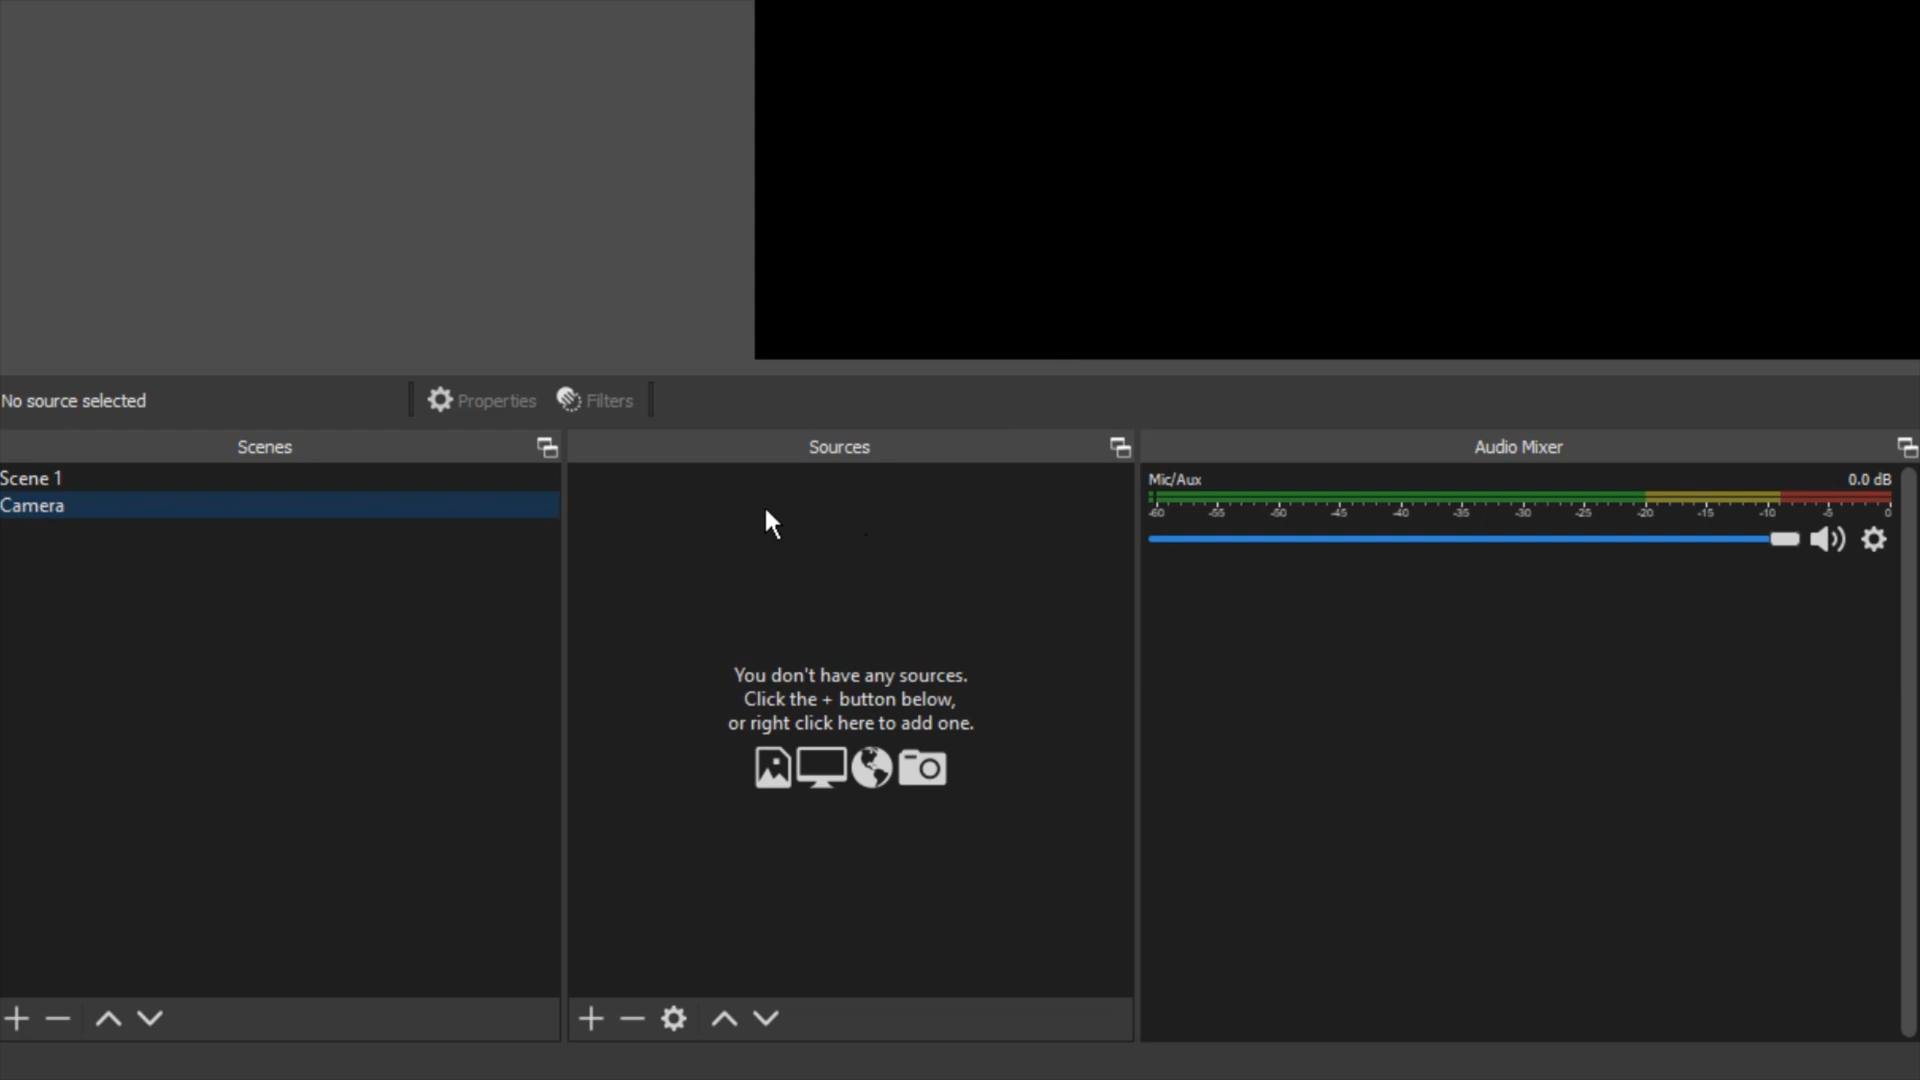 No source selected
Properties
Filters
Scenes
Sources
Audio Mixer
Scene 1
Camera
Mic/Aux
0.0 dB
-60 -55 -50 -45 -40 -35 -30 -25 -20 -15 -10 -5 0
You don't have any sources.
Click the + button below,
or right click here to add one.